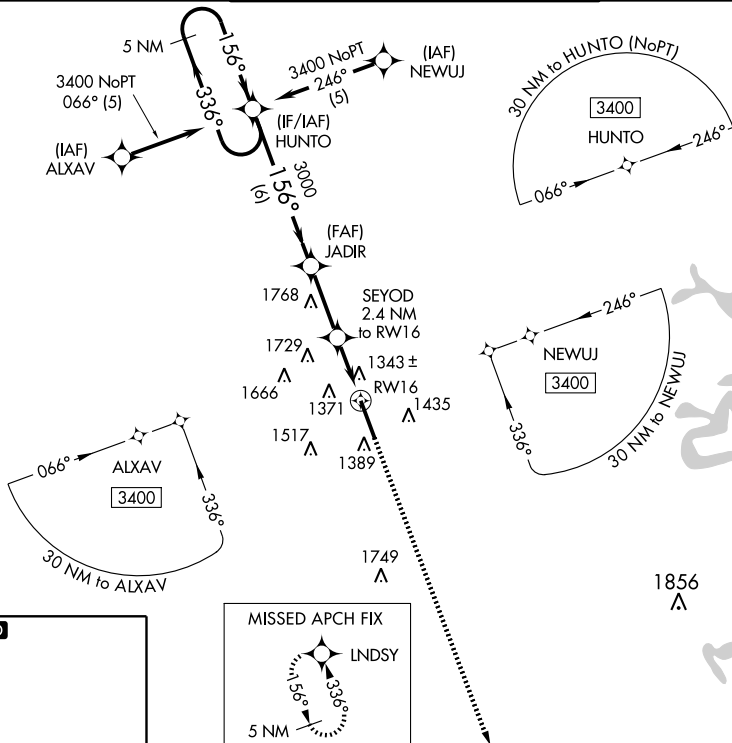 5 NM
156°
336°
3400 NoPT
066° (5)
(IAF)
ALXAV
3400 NoPT
246°
(5)
(IAF)
NEWUJ
(IF/IAF)
HUNTO
3000
156°
(6)
30 NM to HUNTO (NoPT)
3400
HUNTO
246°
066°
(FAF)
JADIR
1768
SEYOD
2.4 NM
to RW16
1729
1343 ±
1666
RW16
1371
1435
1517
1389
246°
NEWUJ
3400
336°
30 NM to NEWUJ
066°
ALXAV
3400
336°
30 NM to ALXAV
1749
1856
MISSED APCH FIX
LNDSY
156°
336°
5 NM